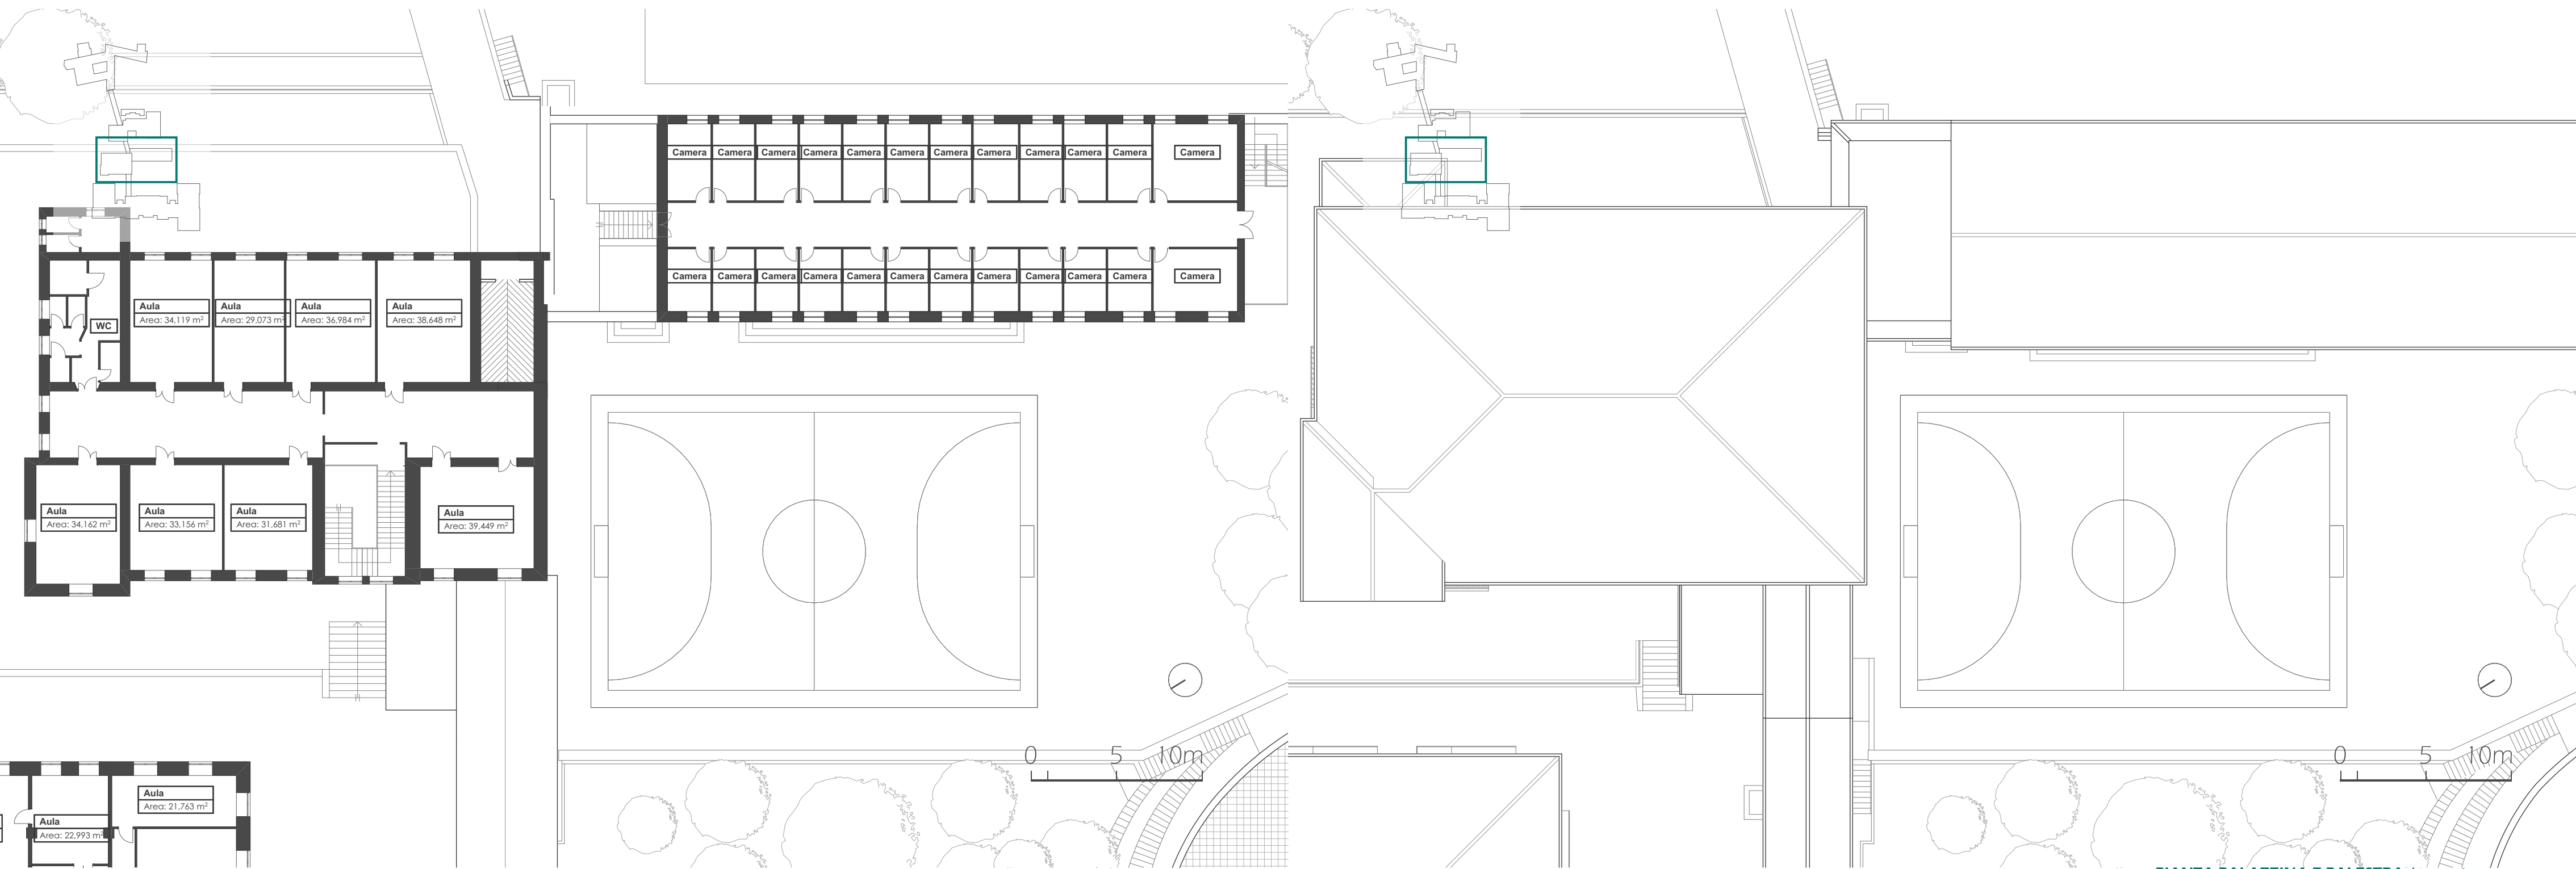 Camera Camera Camera Camera Camera Camera Camera Camera Camera Camera Camera Camera
Camera Camera Camera Camera Camera Camera Camera Camera Camera Camera Camera Camera
Aula
Area: 34,119 m²
Aula
Area: 29,073 m²
Aula
Area: 36,984 m²
Aula
Area: 38,648 m²
WC
Aula
Area: 34,162 m²
Aula
Area: 33,156 m²
Aula
Area: 31,681 m²
Aula
Area: 39,449 m²
0 5 10m
0 5 10m
Aula
Area: 21,763 m²
Aula
Area: 22,993 m²
PIANTA PALAZZINA E PALESTRA